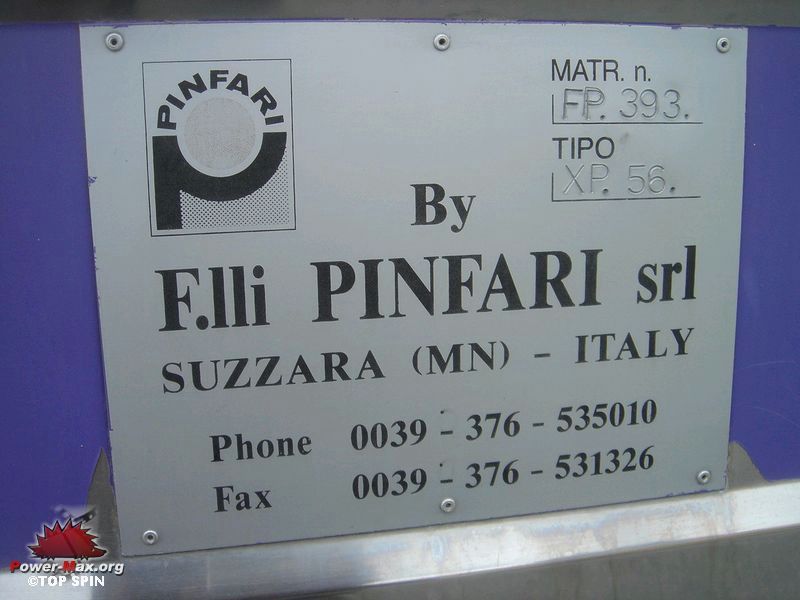 PINFARI
MATR. n.
FP. 393.
TIPO
XP. 56.
By
F.lli PINFARI srl
SUZZARA (MN) - ITALY
Phone 0039 - 376 - 535010
Fax 0039 - 376 - 531326
Power-Max.org
©TOP SPIN